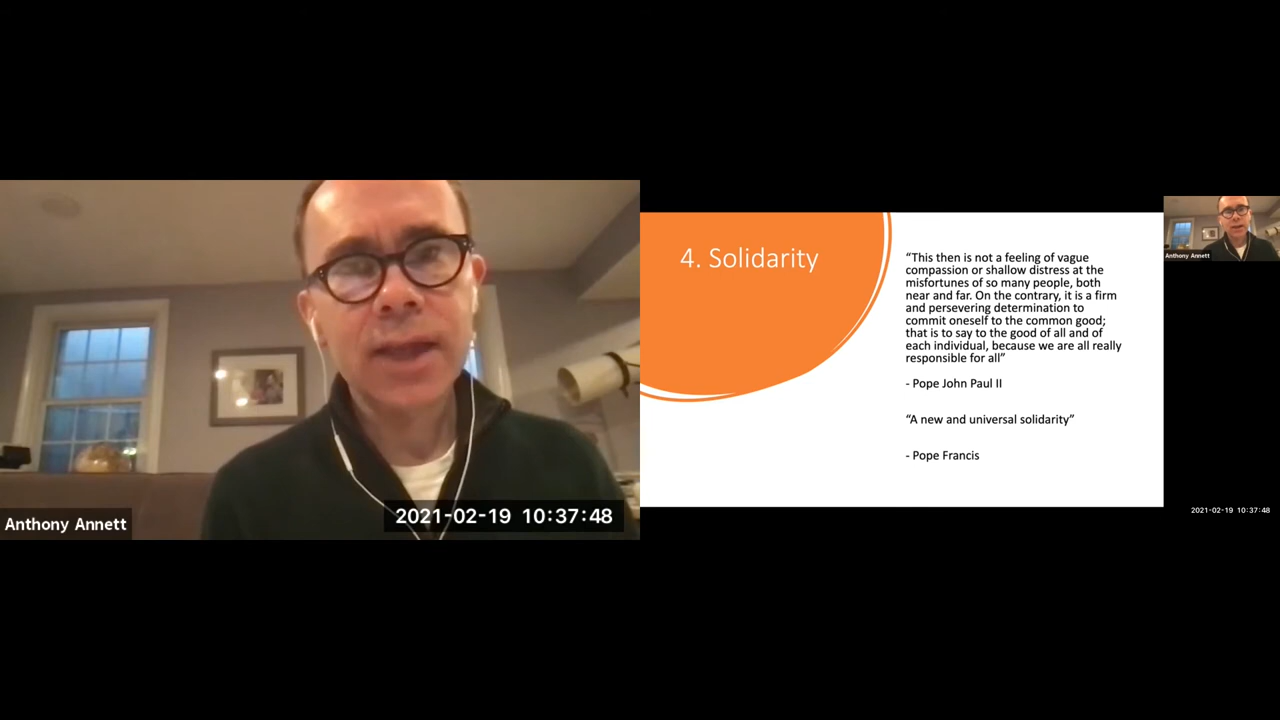 Anthony Annett
2021-02-19 10:37:48
4. Solidarity
“This then is not a feeling of vague
compassion or shallow distress at the
misfortunes of so many people, both
near and far. On the contrary, it is a firm
and persevering determination to
commit oneself to the common good;
that is to say to the good of all and of
each individual, because we are all really
responsible for all”
- Pope John Paul II
“A new and universal solidarity”
- Pope Francis
Anthony Annett
2021-02-19 10:37:48